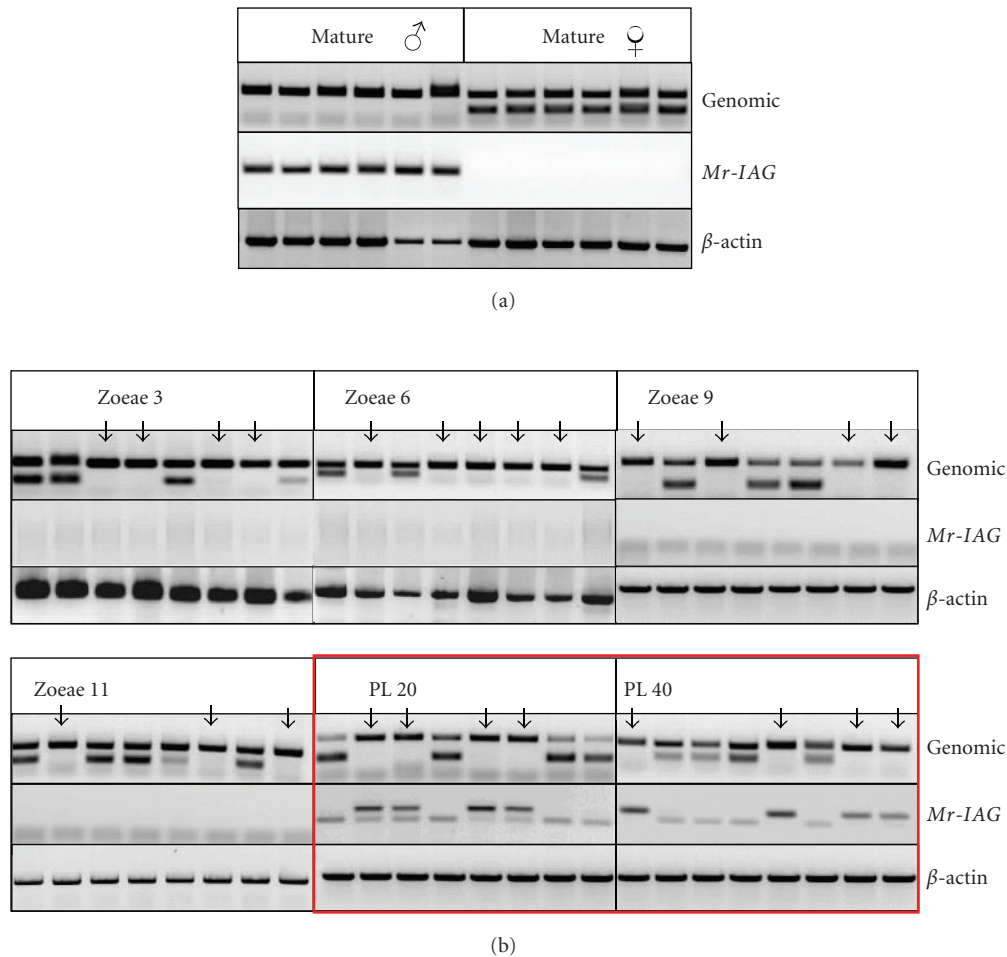 Mature ♂ Mature ♀
Genomic
Mr-IAG
β-actin
(a)
Zoeae 3 Zoeae 6 Zoeae 9
Genomic
Mr-IAG
β-actin
Zoeae 11 PL 20 PL 40
Genomic
Mr-IAG
β-actin
(b)